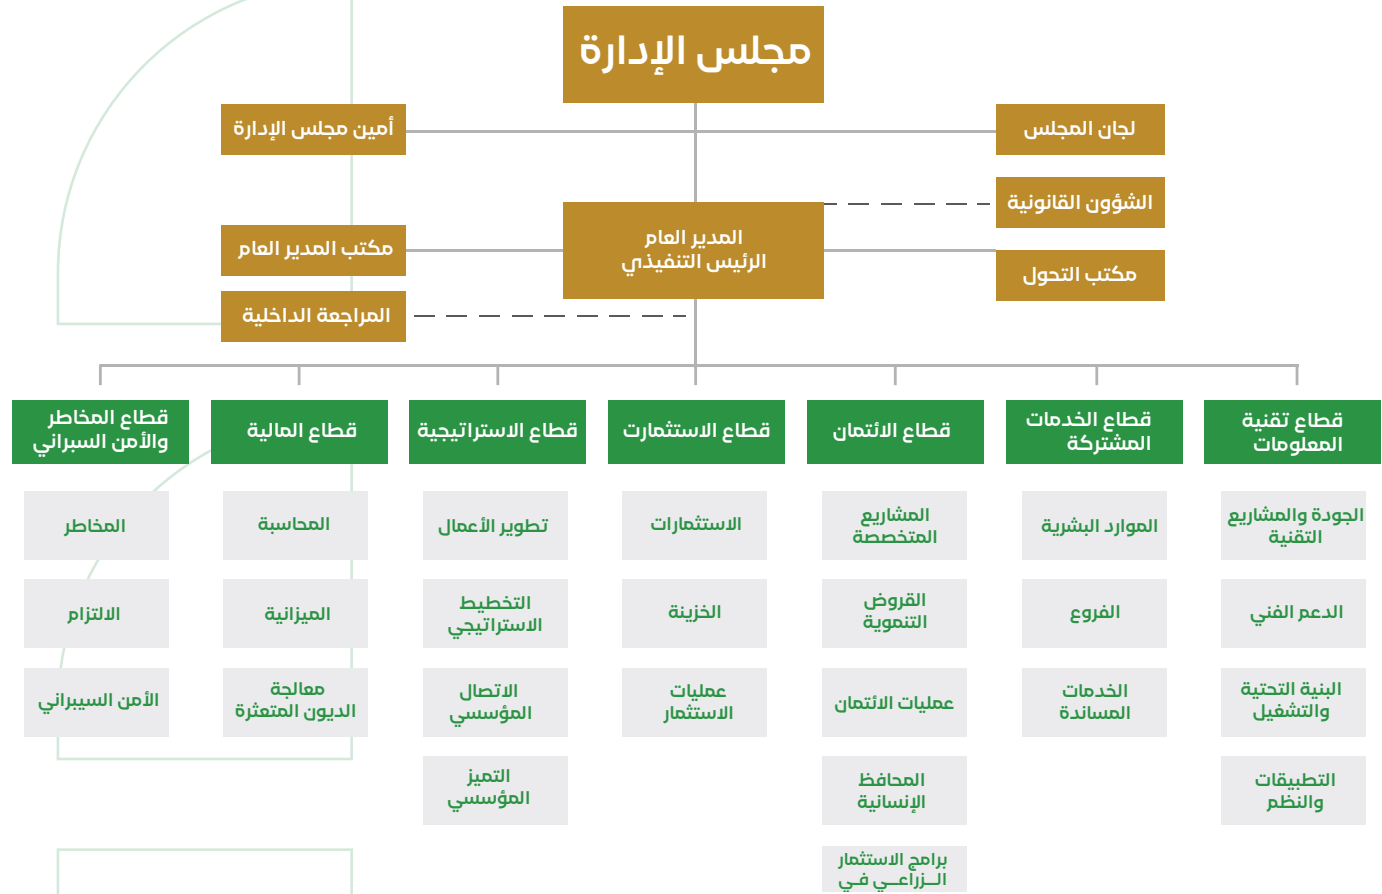 مجلس الإدارة
لجان المجلس
أمين مجلس الإدارة
الشؤون القانونية
المدير العام
الرئيس التنفيذي
مكتب المدير العام
مكتب التحول
المراجعة الداخلية
قطاع تقنية
المعلومات
قطاع الخدمات
المشتركة
قطاع الائتمان
قطاع الاستثمارت
قطاع الاستراتيجية
قطاع المالية
قطاع المخاطر
والأمن السبراني
الجودة والمشاريع
التقنية
الدعم الفني
البنية التحتية
والتشغيل
التطبيقات
والنظم
الموارد البشرية
الفروع
الخدمات
المساندة
المشاريع
المتخصصة
القروض
التنموية
عمليات الائتمان
المحافظ
الإنسانية
برامج الاستثمار
الــزراعــي فــي
الاستثمارات
الخزينة
عمليات
الاستثمار
تطوير الأعمال
التخطيط
الاستراتيجي
الاتصال
المؤسسي
التميز
المؤسسي
المحاسبة
الميزانية
معالجة
الديون المتعثرة
المخاطر
الالتزام
الأمن السيبراني